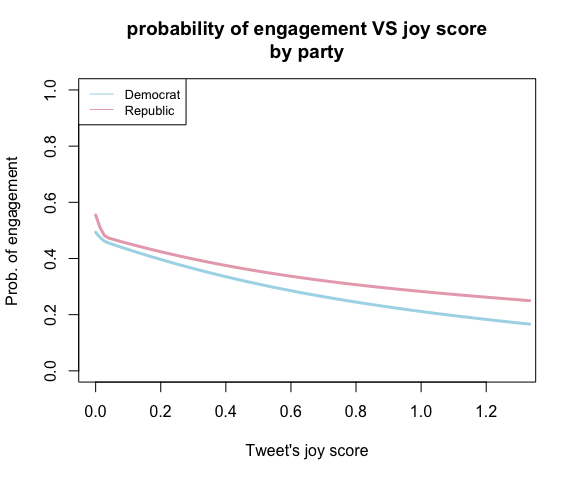 probability of engagement VS joy score
by party
Democrat
Republic
Prob. of engagement
1.0
0.8
0.6
0.4
0.2
0.0
0.0 0.2 0.4 0.6 0.8 1.0 1.2
Tweet's joy score